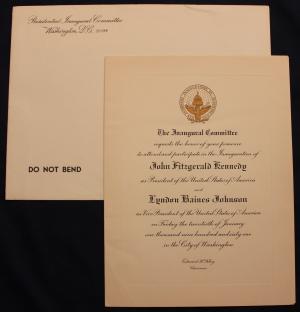 Presidential Inaugural Committee
Washington, D.C.
DO NOT BEND
The Inaugural Committee
requests the honor of your presence
to attend and participate in the Inauguration of
John Fitzgerald Kennedy
as President of the United States of America
and
Lyndon Baines Johnson
as Vice President of the United States of America
on Friday the twentieth of January
one thousand nine hundred and sixty one
in the City of Washington
Edward H. Foley
Chairman